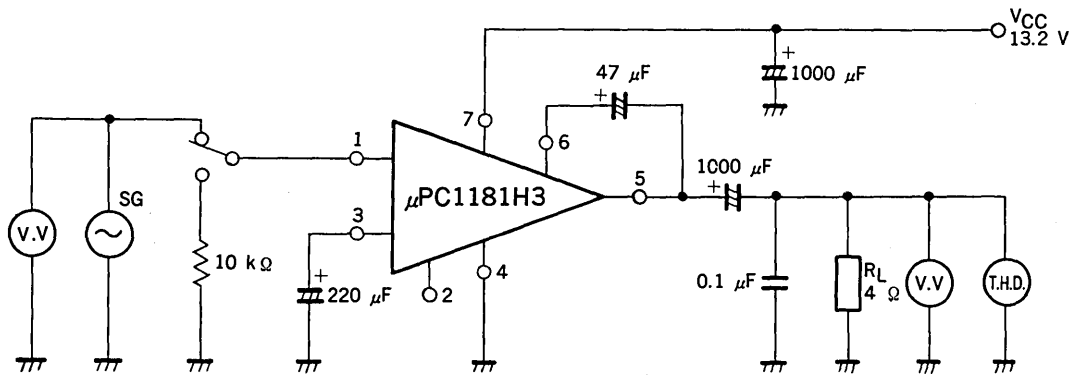 VCC
13.2 V
1000 μF
47 μF
7
6
1
μPC1181H3
5
1000 μF
3
4
2
220 μF
SG
V.V
10 kΩ
0.1 μF
RL
4 Ω
V.V
T.H.D.